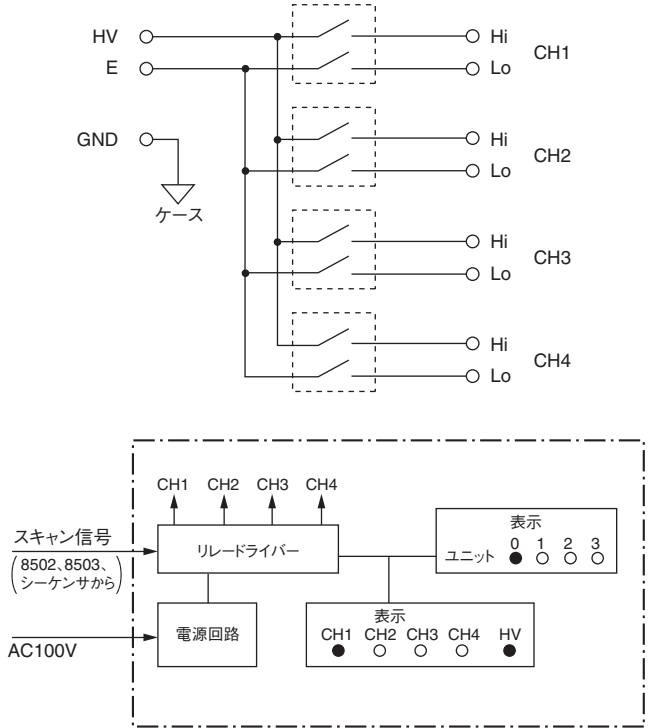 HV
Hi
CH1
E
Lo
GND
Hi
CH2
Lo
ケース
Hi
CH3
Lo
Hi
CH4
Lo
CH1 CH2 CH3 CH4
スキャン信号
(8502、8503、
シーケンサから)
リレードライバー
表示
ユニット 0 1 2 3
電源回路
AC100V
表示
CH1 CH2 CH3 CH4 HV